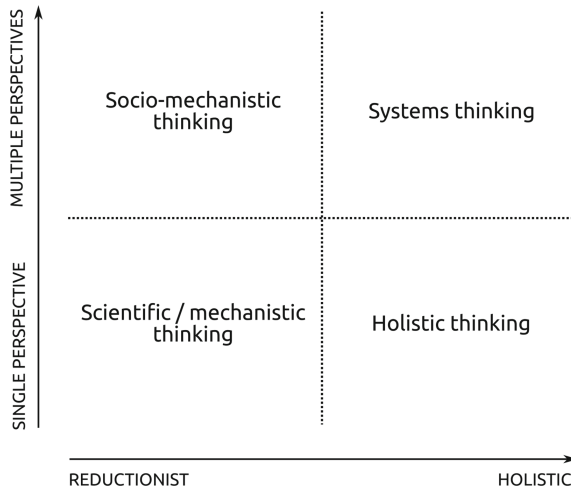 MULTIPLE PERSPECTIVES
Socio-mechanistic
thinking
Systems thinking
SINGLE PERSPECTIVE
Scientific / mechanistic
thinking
Holistic thinking
REDUCTIONIST
HOLISTIC